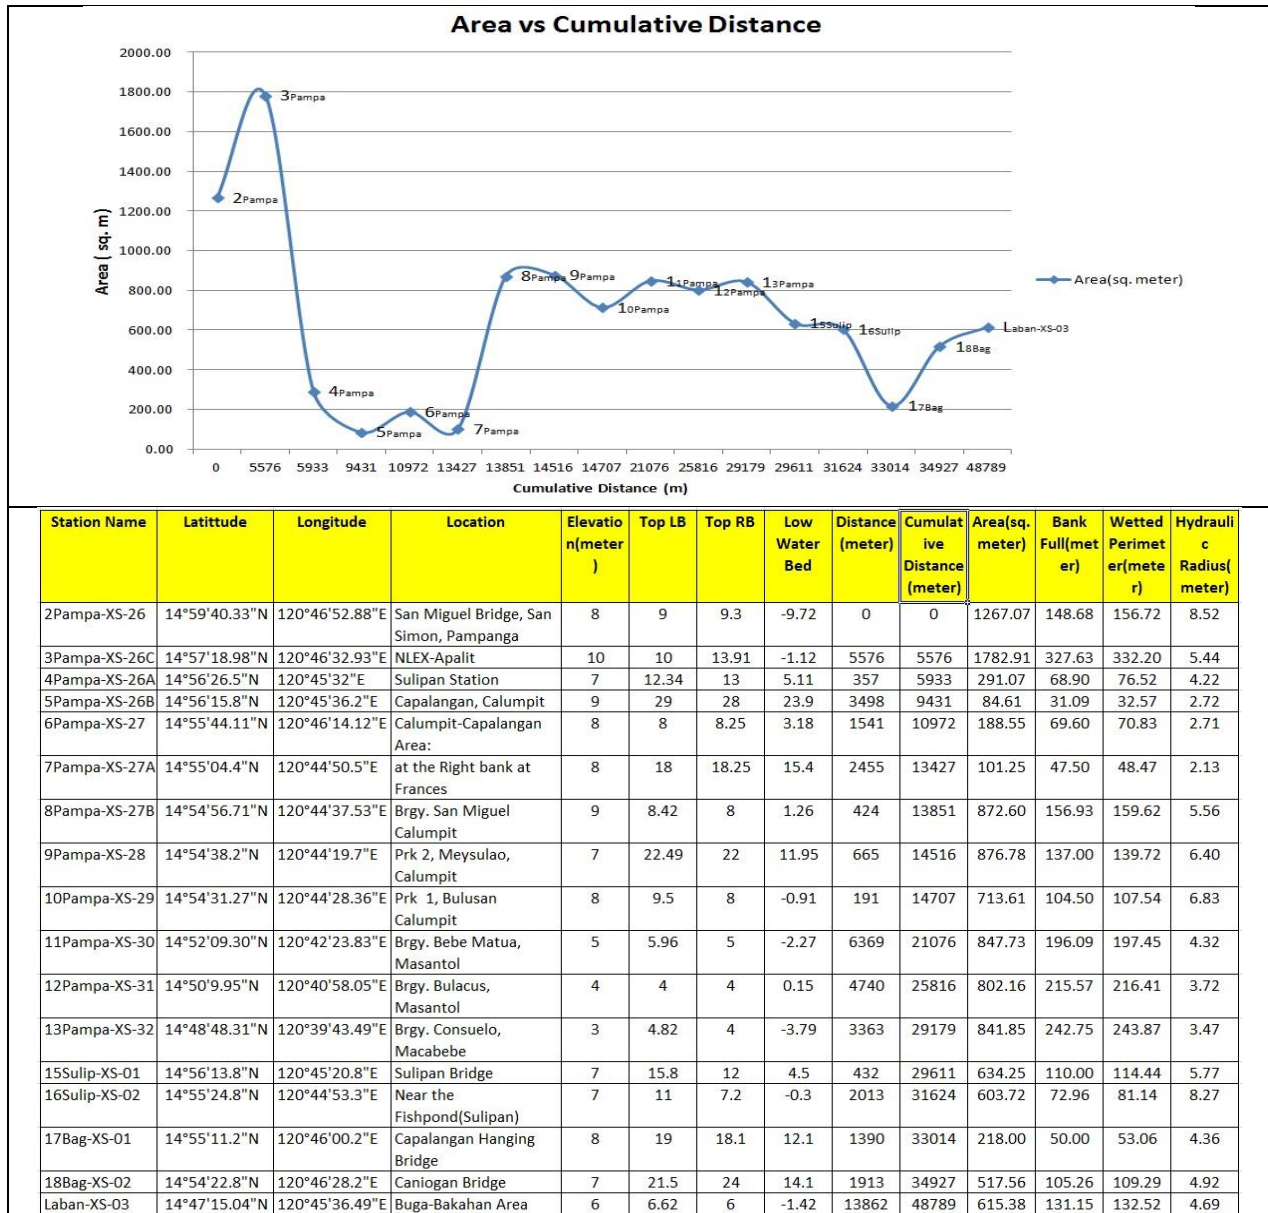 Area vs Cumulative Distance
2000.00
1800.00
1600.00
1400.00
1200.00
1000.00
800.00
600.00
400.00
200.00
0.00
Area ( sq. m)
2Pampa
3Pampa
4Pampa
5Pampa
6Pampa
7Pampa
8Pampa
9Pampa
10Pampa
11Pampa
12Pampa
13Pampa
15Sulip
16Sulip
17Bag
18Bag
Laban-XS-03
Area(sq. meter)
0 5576 5933 9431 10972 13427 13851 14516 14707 21076 25816 29179 29611 31624 33014 34927 48789
Cumulative Distance (m)
Station Name Latittude Longitude Location Elevatio Top LB Top RB Low Distance Cumulat Area(sq. Bank Wetted Hydrauli
n(meter Water (meter) ive meter) Full(met Perimet c
) Bed Distance er) er(mete Radius(
(meter) r) meter)
2Pampa-XS-26 14°59'40.33"N 120°46'52.88"E San Miguel Bridge, San 8 9 9.3 -9.72 0 0 1267.07 148.68 156.72 8.52
Simon, Pampanga
3Pampa-XS-26C 14°57'18.98"N 120°46'32.93"E NLEX-Apalit 10 10 13.91 -1.12 5576 5576 1782.91 327.63 332.20 5.44
4Pampa-XS-26A 14°56'26.5"N 120°45'32"E Sulipan Station 7 12.34 13 5.11 357 5933 291.07 68.90 76.52 4.22
5Pampa-XS-26B 14°56'15.8"N 120°45'36.2"E Capalangan, Calumpit 9 29 28 23.9 3498 9431 84.61 31.09 32.57 2.72
6Pampa-XS-27 14°55'44.11"N 120°46'14.12"E Calumpit-Capalangan 8 8 8.25 3.18 1541 10972 188.55 69.60 70.83 2.71
Area:
7Pampa-XS-27A 14°55'04.4"N 120°44'50.5"E at the Right bank at 8 18 18.25 15.4 2455 13427 101.25 47.50 48.47 2.13
Frances
8Pampa-XS-27B 14°54'56.71"N 120°44'37.53"E Brgy. San Miguel 9 8.42 8 1.26 424 13851 872.60 156.93 159.62 5.56
Calumpit
9Pampa-XS-28 14°54'38.2"N 120°44'19.7"E Prk 2, Meysulao, 7 22.49 22 11.95 665 14516 876.78 137.00 139.72 6.40
Calumpit
10Pampa-XS-29 14°54'31.27"N 120°44'28.36"E Prk 1, Bulusan 8 9.5 8 -0.91 191 14707 713.61 104.50 107.54 6.83
Calumpit
11Pampa-XS-30 14°52'09.30"N 120°42'23.83"E Brgy. Bebe Matua, 5 5.96 5 -2.27 6369 21076 847.73 196.09 197.45 4.32
Masantol
12Pampa-XS-31 14°50'9.95"N 120°40'58.05"E Brgy. Bulacus, 4 4 4 0.15 4740 25816 802.16 215.57 216.41 3.72
Masantol
13Pampa-XS-32 14°48'48.31"N 120°39'43.49"E Brgy. Consuelo, 3 4.82 4 -3.79 3363 29179 841.85 242.75 243.87 3.47
Macabebe
15Sulip-XS-01 14°56'13.8"N 120°45'20.8"E Sulipan Bridge 7 15.8 12 4.5 432 29611 634.25 110.00 114.44 5.77
16Sulip-XS-02 14°55'24.8"N 120°44'53.3"E Near the 7 11 7.2 -0.3 2013 31624 603.72 72.96 81.14 8.27
Fishpond(Sulipan)
17Bag-XS-01 14°55'11.2"N 120°46'00.2"E Capalangan Hanging 8 19 18.1 12.1 1390 33014 218.00 50.00 53.06 4.36
Bridge
18Bag-XS-02 14°54'22.8"N 120°46'28.2"E Caniogan Bridge 7 21.5 24 14.1 1913 34927 517.56 105.26 109.29 4.92
Laban-XS-03 14°47'15.04"N 120°45'36.49"E Buga-Bakahan Area 6 6.62 6 -1.42 13862 48789 615.38 131.15 132.52 4.69